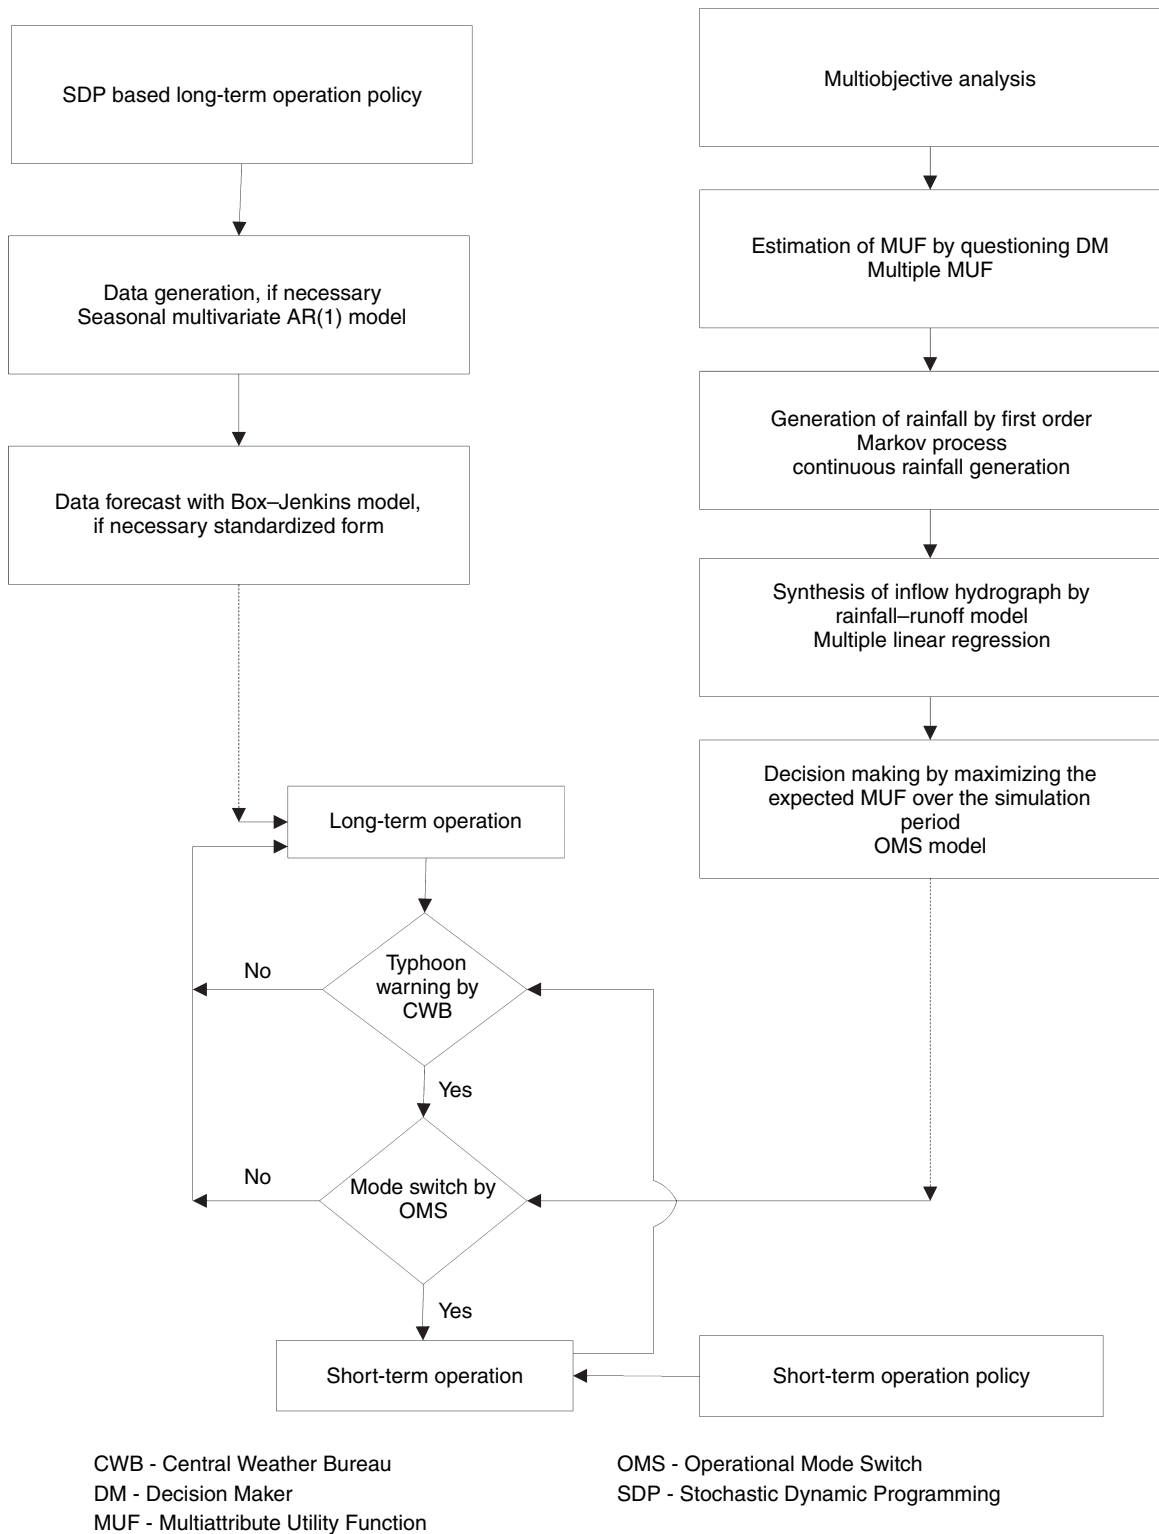 SDP based long-term operation policy
Data generation, if necessary
Seasonal multivariate AR(1) model
Data forecast with Box–Jenkins model,
if necessary standardized form
Multiobjective analysis
Estimation of MUF by questioning DM
Multiple MUF
Generation of rainfall by first order
Markov process
continuous rainfall generation
Synthesis of inflow hydrograph by
rainfall–runoff model
Multiple linear regression
Decision making by maximizing the
expected MUF over the simulation
period
OMS model
Long-term operation
Typhoon
warning by
CWB
No
Yes
Mode switch by
OMS
No
Yes
Short-term operation
Short-term operation policy
CWB - Central Weather Bureau
DM - Decision Maker
MUF - Multiattribute Utility Function
OMS - Operational Mode Switch
SDP - Stochastic Dynamic Programming